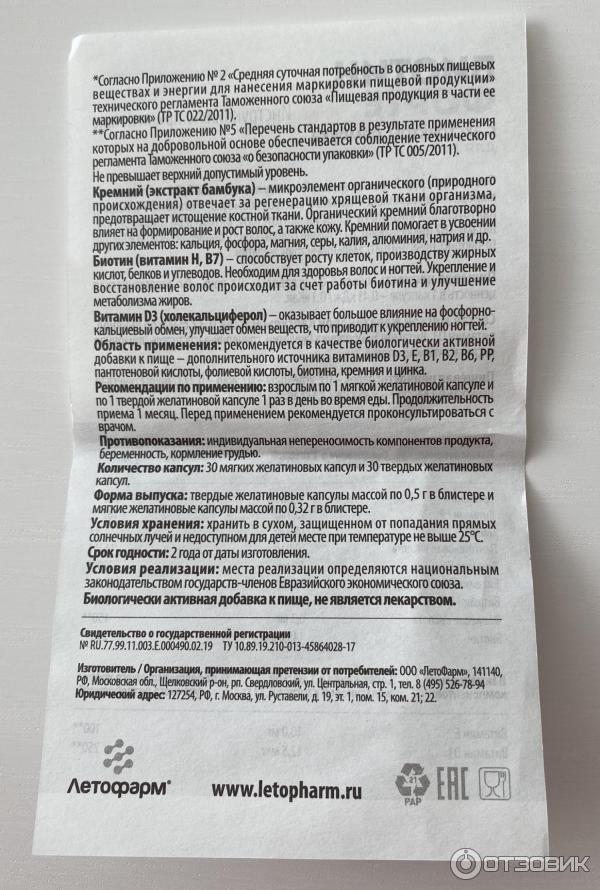 *Согласно Приложению № 2 «Средняя суточная потребность в основных пищевых
веществах и энергии для нанесения маркировки пищевой продукции»
технического регламента Таможенного союза «Пищевая продукция в части ее
маркировки» (ТР ТС 022/2011).
**Согласно Приложению №5 «Перечень стандартов в результате применения
которых на добровольной основе обеспечивается соблюдение технического
регламента Таможенного союза «о безопасности упаковки» (ТР ТС 005/2011).
Не превышает верхний допустимый уровень.
Кремний (экстракт бамбука) – микроэлемент органического (природного
происхождения) отвечает за регенерацию хрящевой ткани организма,
предотвращает истощение костной ткани. Органический кремний благотворно
влияет на формирование и рост волос, а также кожу. Кремний помогает в усвоении
других элементов: кальция, фосфора, магния, серы, калия, алюминия, натрия и др.
Биотин (витамин Н, В7) – способствует росту клеток, производству жирных
кислот, белков и углеводов. Необходим для здоровья волос и ногтей. Укрепление и
восстановление волос происходит за счет работы биотина и улучшение
метаболизма жиров.
Витамин D3 (холекальциферол) – оказывает большое влияние на фосфорно-
кальциевый обмен, улучшает обмен веществ, что приводит к укреплению ногтей.
Область применения: рекомендуется в качестве биологически активной
добавки к пище – дополнительного источника витаминов D3, Е, В1, В2, В6, РР,
пантотеновой кислоты, фолиевой кислоты, биотина, кремния и цинка.
Рекомендации по применению: взрослым по 1 мягкой желатиновой капсуле и
по 1 твердой желатиновой капсуле 1 раз в день во время еды. Продолжительность
приема 1 месяц. Перед применением рекомендуется проконсультироваться с
врачом.
Противопоказания: индивидуальная непереносимость компонентов продукта,
беременность, кормление грудью.
Количество капсул: 30 мягких желатиновых капсул и 30 твердых желатиновых
капсул.
Форма выпуска: твердые желатиновые капсулы массой по 0,5 г в блистере и
мягкие желатиновые капсулы массой по 0,32 г в блистере.
Условия хранения: хранить в сухом, защищенном от попадания прямых
солнечных лучей и недоступном для детей месте при температуре не выше 25°С.
Срок годности: 2 года от даты изготовления.
Условия реализации: места реализации определяются национальным
законодательством государств-членов Евразийского экономического союза.
Биологически активная добавка к пище, не является лекарством.
Свидетельство о государственной регистрации
№ RU.77.99.11.003.E.000490.02.19 ТУ 10.89.19.210-013-45864028-17
Изготовитель / Организация, принимающая претензии от потребителей: ООО «ЛетоФарм», 141140,
РФ, Московская обл., Щелковский р-он, рп. Свердловский, ул. Центральная, стр. 1, тел. 8 (495) 526-78-94
Юридический адрес: 127254, РФ, г. Москва, ул. Руставели, д. 19, эт. 1, пом. 15, ком. 21; 22.
Летофарм®
www.letopharm.ru
21
PAP
EAC
ОТЗОВИК